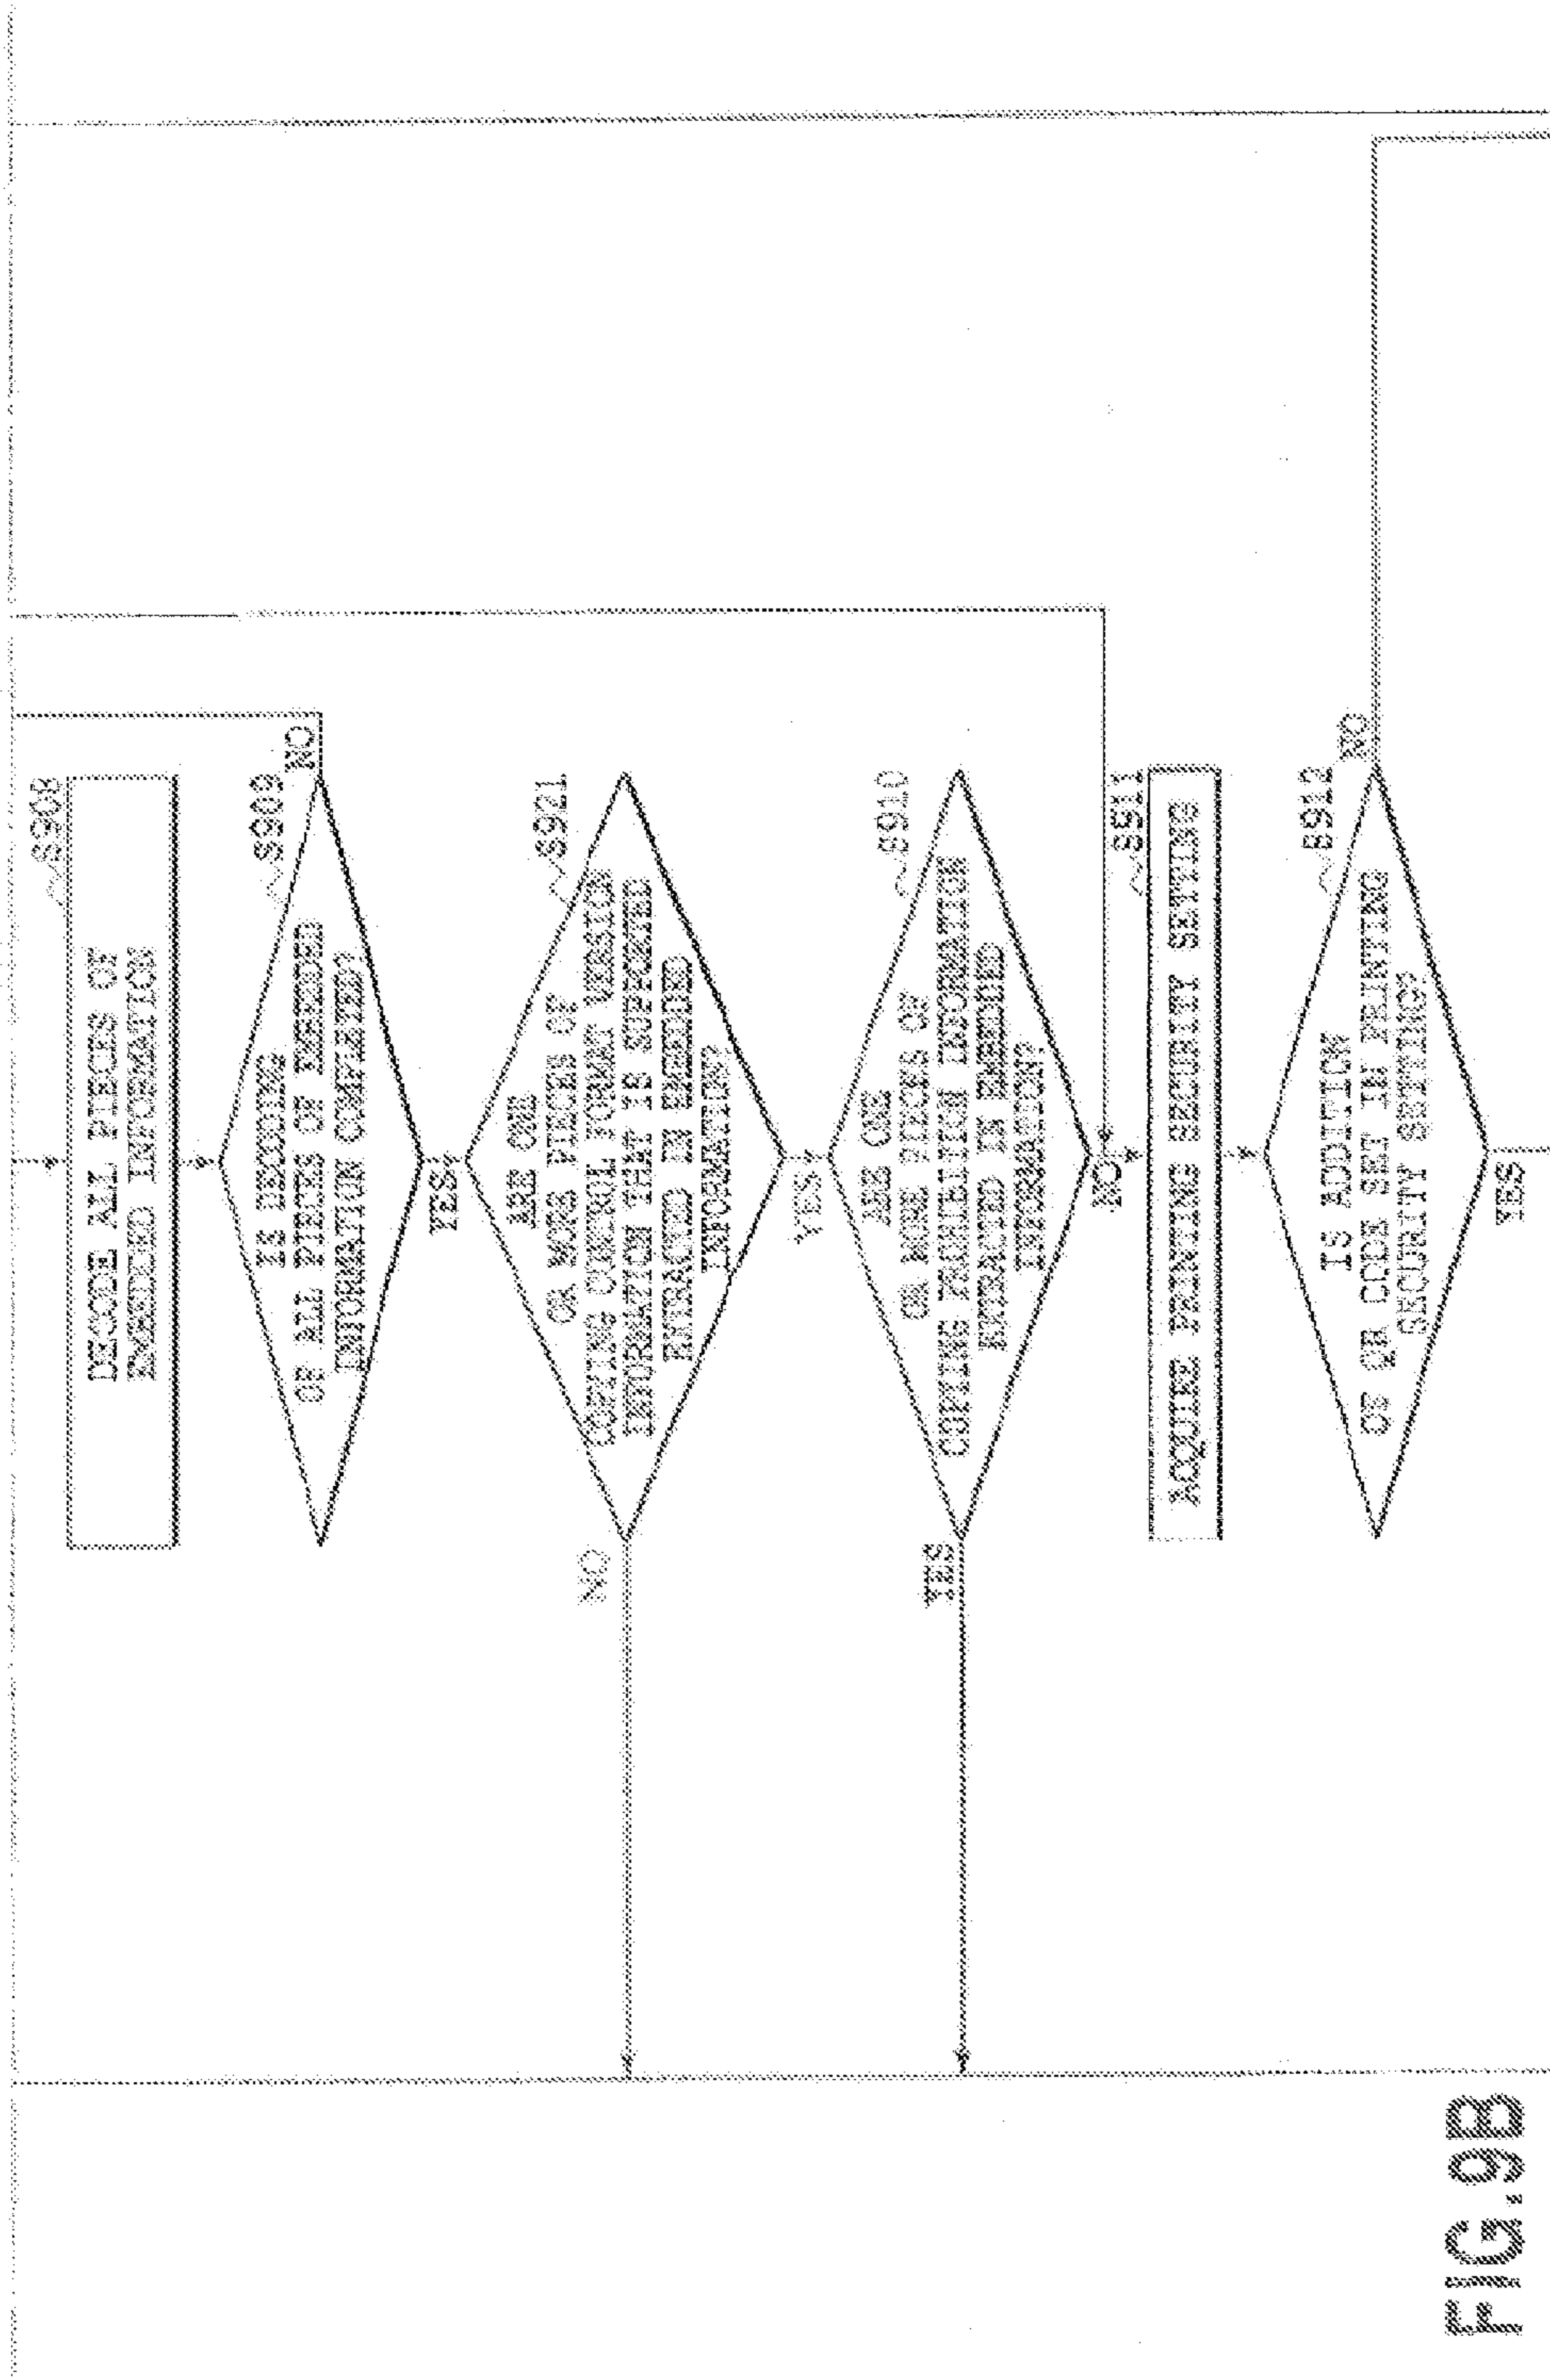 S908
DECODE ALL PIECES OF
EMBEDDED INFORMATION
S909
IS DECODING
OF ALL PIECES OF EMBEDDED
INFORMATION COMPLETED?
NO
YES
S921
ARE ONE
OR MORE PIECES OF
COPYING CONTROL FORMAT VERSION
INFORMATION THAT IS SUPPORTED
EXTRACTED IN EMBEDDED
INFORMATION?
NO
YES
S910
ARE ONE
OR MORE PIECES OF
COPYING PROHIBITION INFORMATION
EXTRACTED IN EMBEDDED
INFORMATION?
YES
NO
S911
ACQUIRE PRINTING SECURITY SETTING
S912
IS ADDITION
OF QR CODE SET IN PRINTING
SECURITY SETTING?
NO
YES
FIG.9B